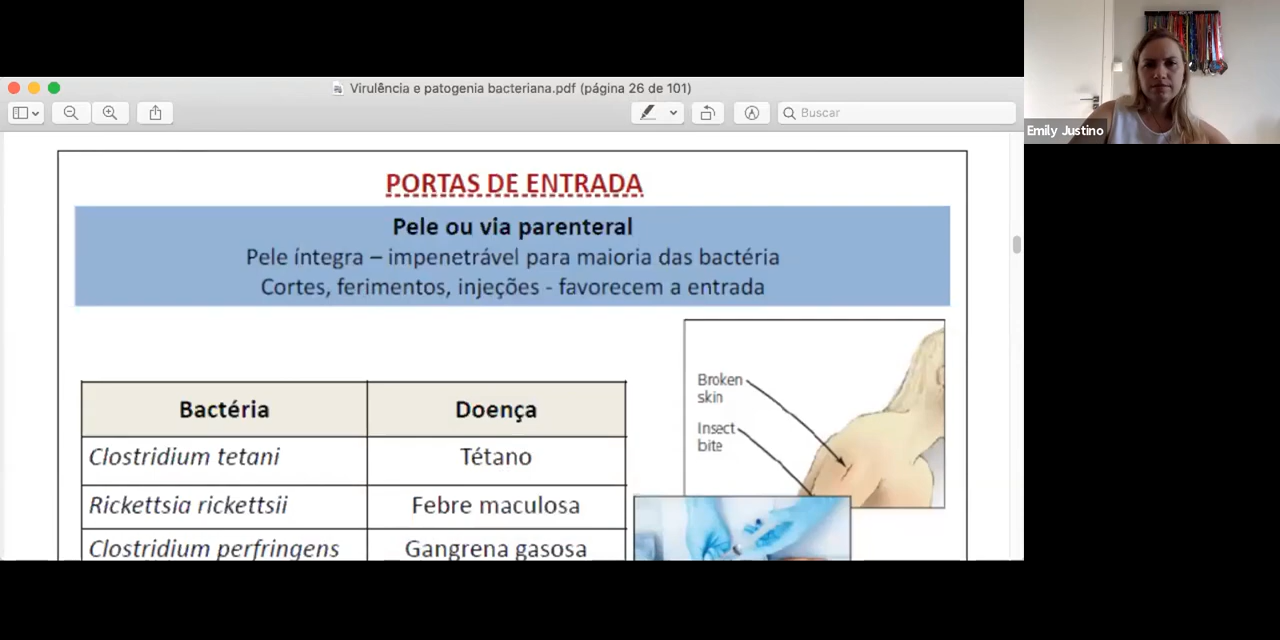 Virulência e patogenia bacteriana.pdf (página 26 de 101)
Buscar
Emily Justino
PORTAS DE ENTRADA
Pele ou via parenteral
Pele íntegra – impenetrável para maioria das bactéria
Cortes, ferimentos, injeções - favorecem a entrada
Broken
skin
Insect
bite
Bactéria Doença
Clostridium tetani Tétano
Rickettsia rickettsii Febre maculosa
Clostridium perfringens Gangrena gasosa